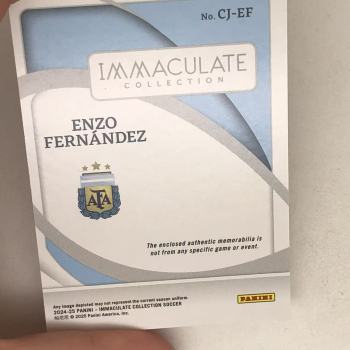 No. CJ-EF
IMMACULATE
COLLECTION
ENZO
FERNÁNDEZ
AFA
The enclosed authentic memorabilia is
not from any specific game or event.
Any image depicted may not represent the current season uniform.
2024-25 PANINI – IMMACULATE COLLECTION SOCCER
© 2025 Panini America, Inc.
PANINI